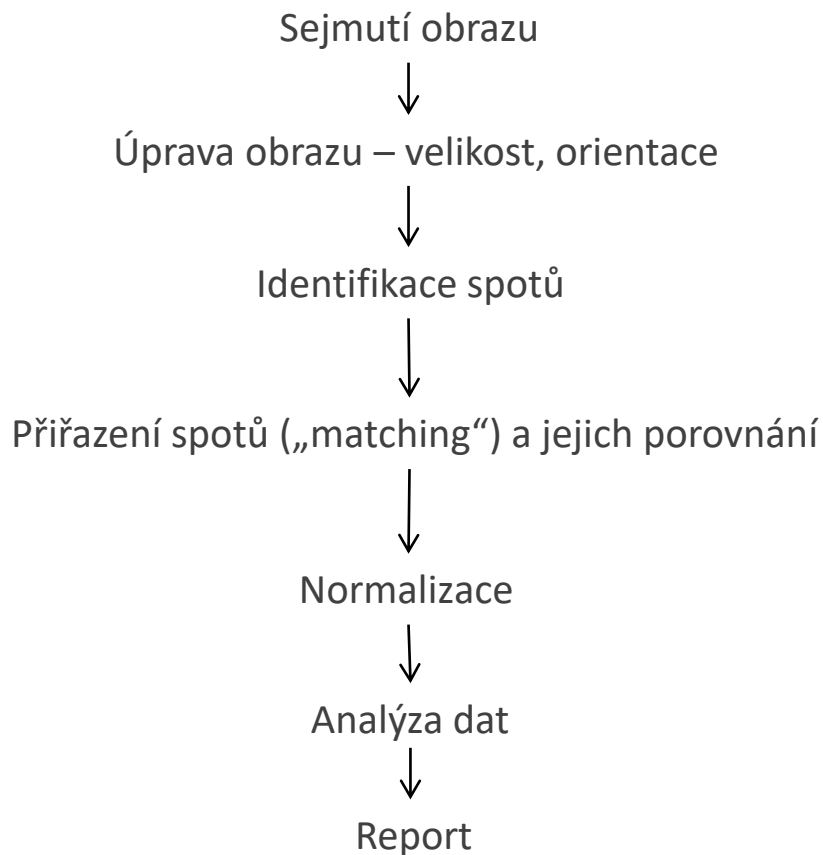 Sejmutí obrazu
Úprava obrazu – velikost, orientace
Identifikace spotů
Přiřazení spotů („matching“) a jejich porovnání
Normalizace
Analýza dat
Report